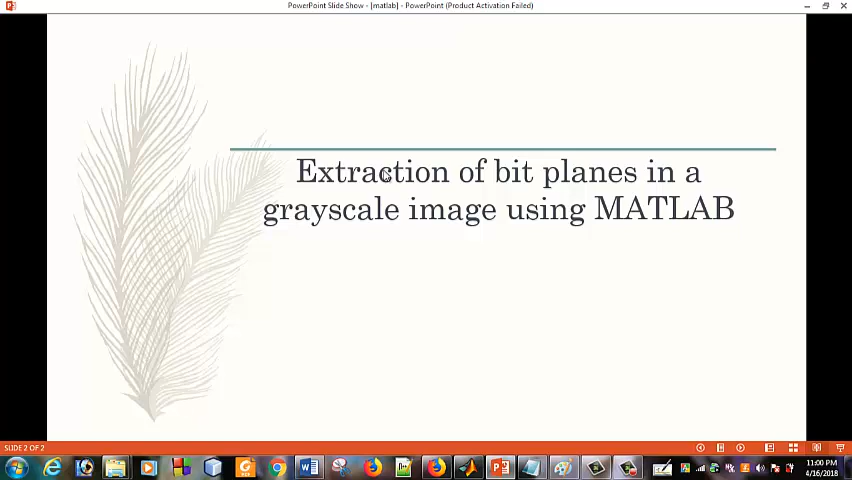 PowerPoint Slide Show - [matlab] - PowerPoint (Product Activation Failed)
Extraction of bit planes in a
grayscale image using MATLAB
SLIDE 2 OF 2
11:00 PM
4/16/2018